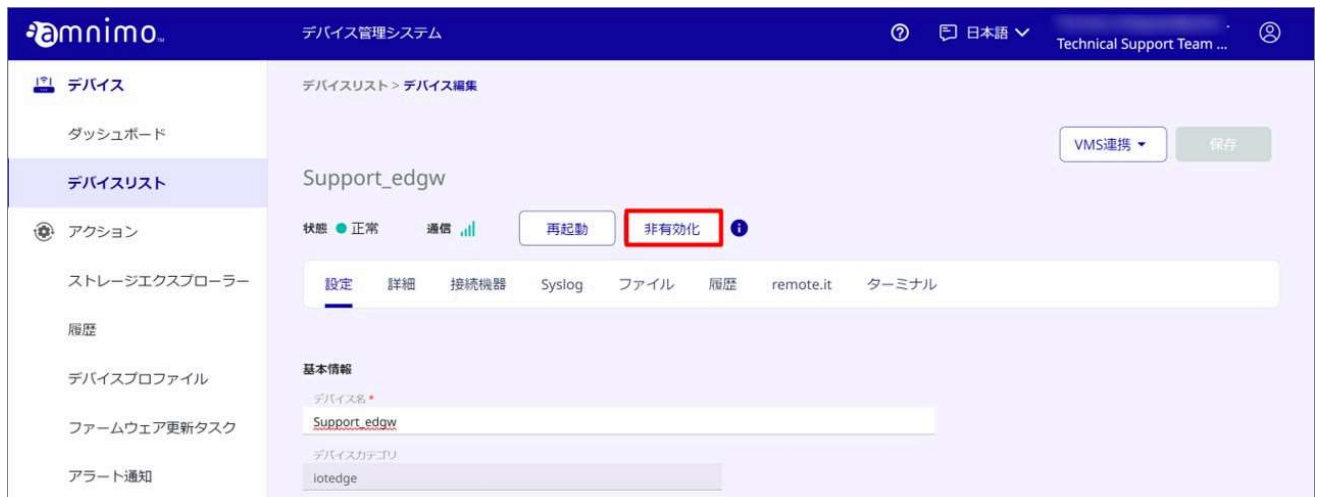 amnimo
デバイス管理システム
日本語
Technical Support Team ...
デバイス
ダッシュボード
デバイスリスト
アクション
ストレージエクスプローラー
履歴
デバイスプロファイル
ファームウェア更新タスク
アラート通知
デバイスリスト > デバイス編集
VMS連携
保存
Support_edgw
状態 正常 通信 再起動 非有効化
設定 詳細 接続機器 Syslog ファイル 履歴 remote.it ターミナル
基本情報
デバイス名 *
Support_edgw
デバイスカテゴリ
iotedge